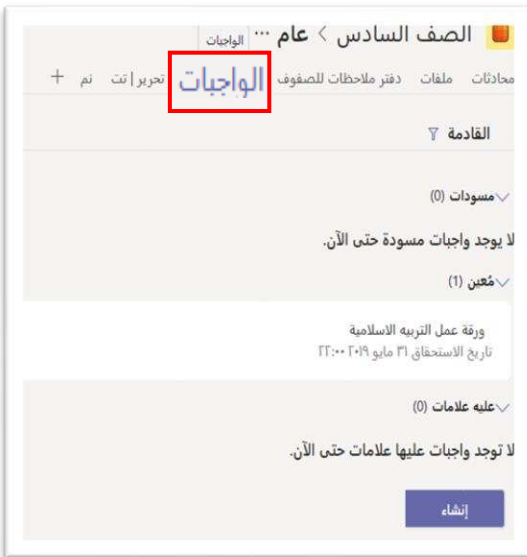 الصف السادس > عام ... الواجبات
محادثات ملفات دفتر ملاحظات للصفوف الواجبات تحرير | تت نم +
القادمة
مسودات (0)
لا يوجد واجبات مسودة حتى الآن.
مُعين (1)
ورقة عمل التربيه الاسلامية
تاريخ الاستحقاق ٣١ مايو ٢٠١٩ ٢٢:٠٠
عليه علامات (0)
لا توجد واجبات عليها علامات حتى الآن.
إنشاء